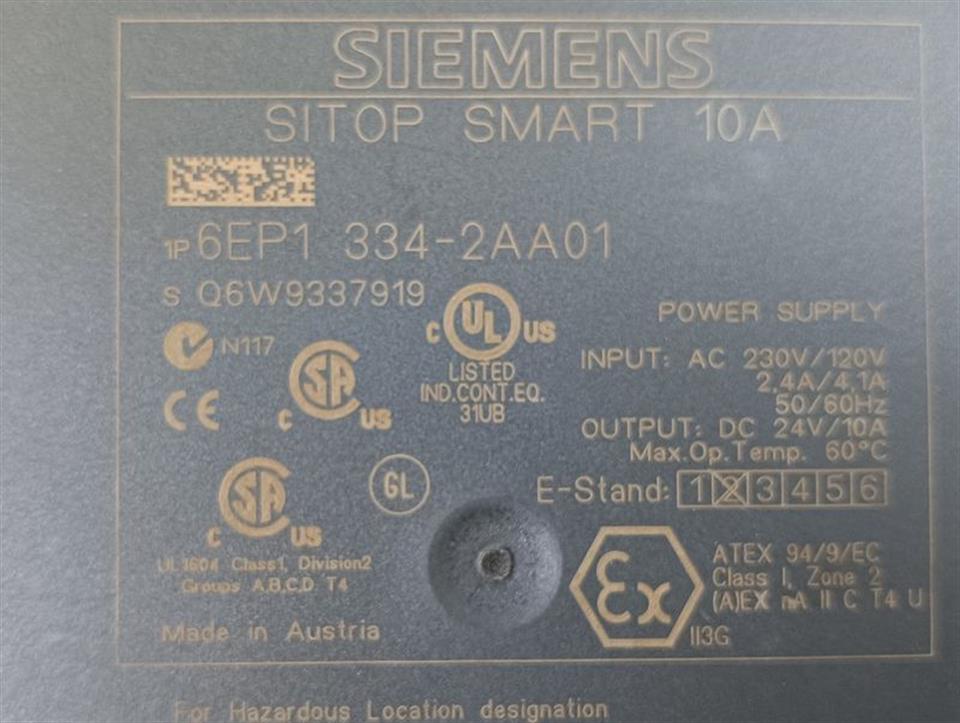 SIEMENS
SITOP SMART 10A
1P 6EP1 334-2AA01
S Q6W9337919
N117
CE
C SA US
C UL US
LISTED
IND.CONT.EQ.
31UB
POWER SUPPLY
INPUT: AC 230V/120V
2.4A/4.1A
50/60Hz
OUTPUT: DC 24V/10A
Max.Op.Temp. 60°C
E-Stand: 1 2 3 4 5 6
C SA US
UL 1604 Class1, Division2
Groups A,B,C,D T4
GL
Made in Austria
Ex
II3G
ATEX 94/9/EC
Class I, Zone 2
(A)EX nA II C T4 U
For Hazardous Location designation